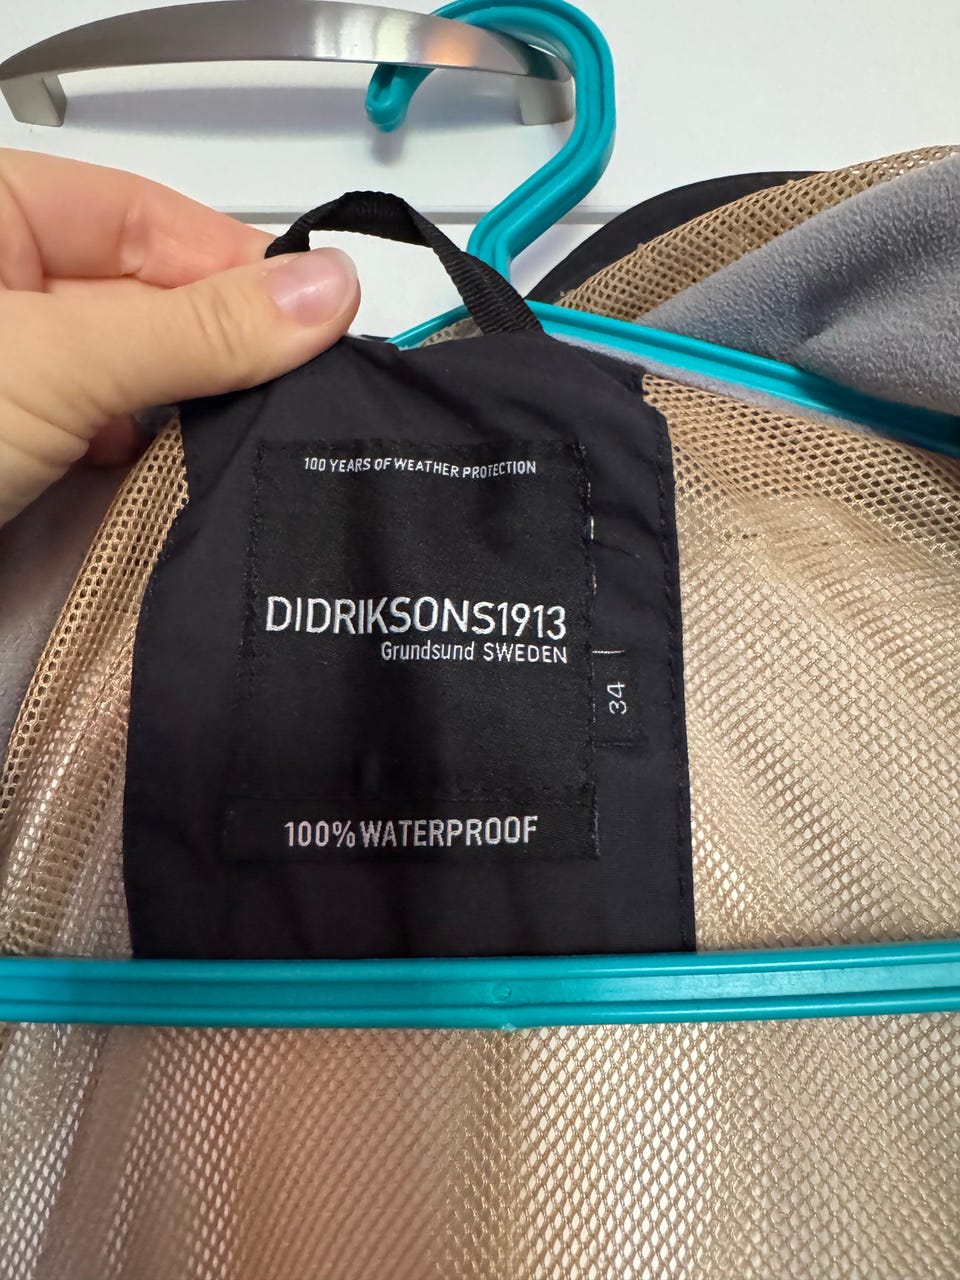 100 YEARS OF WEATHER PROTECTION
DIDRIKSONS1913
Grundsund SWEDEN
34
100% WATERPROOF